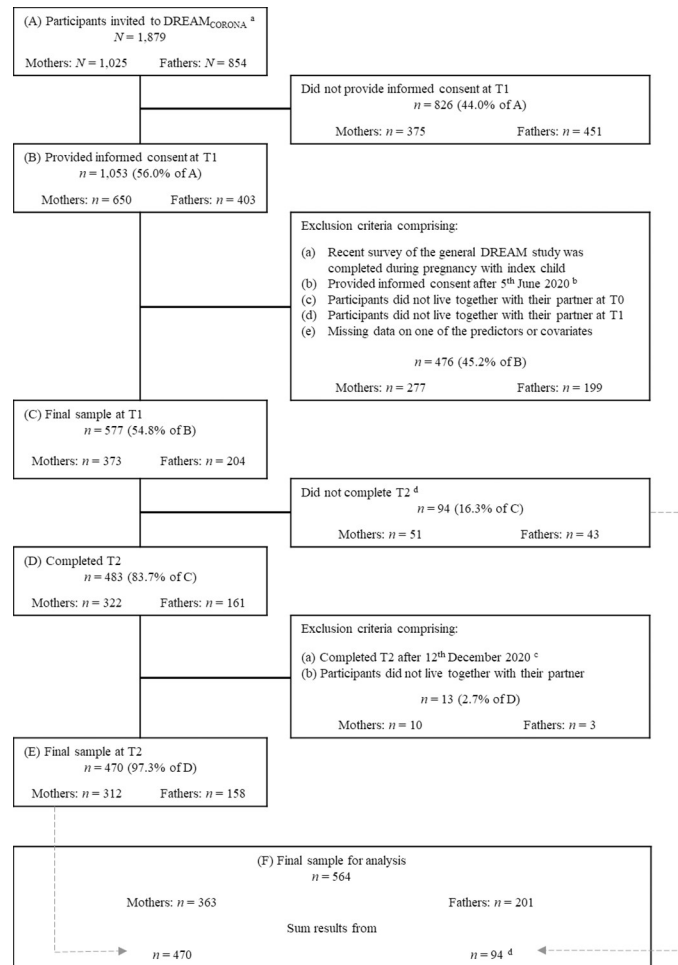 (A) Participants invited to DREAMCORONA a
N = 1,879
Mothers: N = 1,025 Fathers: N = 854
Did not provide informed consent at T1
n = 826 (44.0% of A)
Mothers: n = 375 Fathers: n = 451
(B) Provided informed consent at T1
n = 1,053 (56.0% of A)
Mothers: n = 650 Fathers: n = 403
Exclusion criteria comprising:
(a) Recent survey of the general DREAM study was
completed during pregnancy with index child
(b) Provided informed consent after 5th June 2020 b
(c) Participants did not live together with their partner at T0
(d) Participants did not live together with their partner at T1
(e) Missing data on one of the predictors or covariates
n = 476 (45.2% of B)
Mothers: n = 277 Fathers: n = 199
(C) Final sample at T1
n = 577 (54.8% of B)
Mothers: n = 373 Fathers: n = 204
Did not complete T2 d
n = 94 (16.3% of C)
Mothers: n = 51 Fathers: n = 43
(D) Completed T2
n = 483 (83.7% of C)
Mothers: n = 322 Fathers: n = 161
Exclusion criteria comprising:
(a) Completed T2 after 12th December 2020 c
(b) Participants did not live together with their partner
n = 13 (2.7% of D)
Mothers: n = 10 Fathers: n = 3
(E) Final sample at T2
n = 470 (97.3% of D)
Mothers: n = 312 Fathers: n = 158
(F) Final sample for analysis
n = 564
Mothers: n = 363 Fathers: n = 201
Sum results from
n = 470 n = 94 d